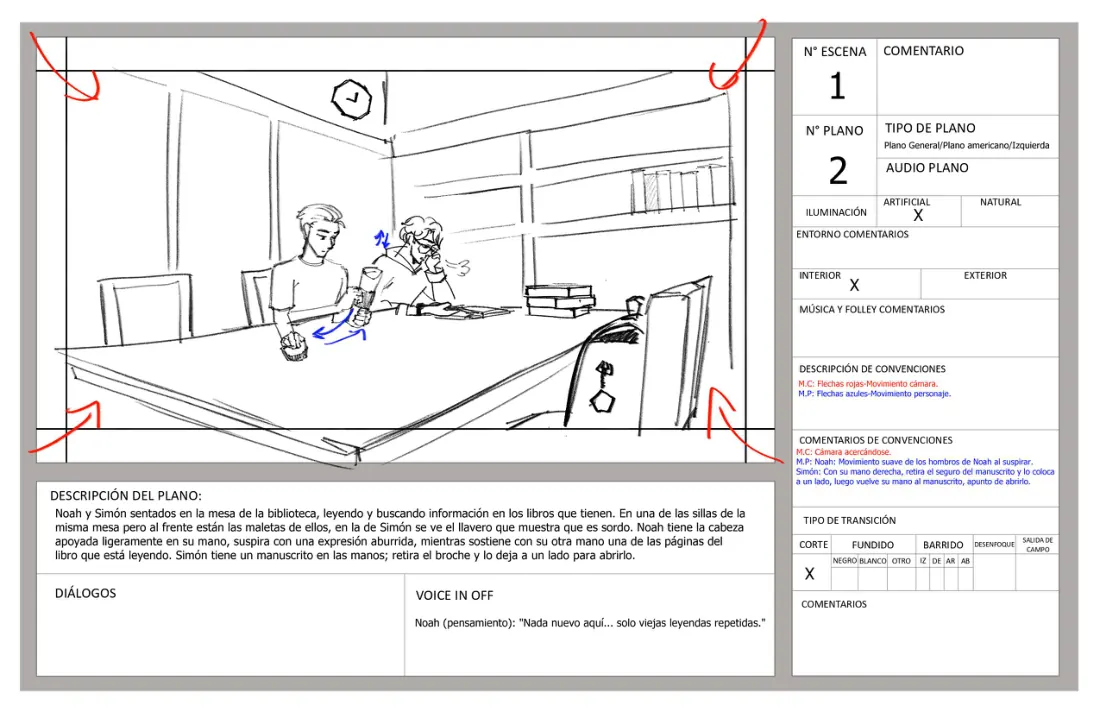 N° ESCENA
1
COMENTARIO
N° PLANO
2
TIPO DE PLANO
Plano General/Plano americano/Izquierda
AUDIO PLANO
ILUMINACIÓN
ARTIFICIAL
X
NATURAL
ENTORNO COMENTARIOS
INTERIOR
X
EXTERIOR
MÚSICA Y FOLLEY COMENTARIOS
DESCRIPCIÓN DE CONVENCIONES
M.C: Flechas rojas-Movimiento cámara.
M.P: Flechas azules-Movimiento personaje.
COMENTARIOS DE CONVENCIONES
M.C: Cámara acercándose.
M.P: Noah: Movimiento suave de los hombros de Noah al suspirar.
Simón: Con su mano derecha, retira el seguro del manuscrito y lo coloca
a un lado, luego vuelve su mano al manuscrito, apunto de abrirlo.
TIPO DE TRANSICIÓN
CORTE
FUNDIDO
BARRIDO
DESENFOQUE
SALIDA DE
CAMPO
X
NEGRO
BLANCO
OTRO
IZ
DE
AR
AB
COMENTARIOS
DESCRIPCIÓN DEL PLANO:
Noah y Simón sentados en la mesa de la biblioteca, leyendo y buscando información en los libros que tienen. En una de las sillas de la
misma mesa pero al frente están las maletas de ellos, en la de Simón se ve el llavero que muestra que es sordo. Noah tiene la cabeza
apoyada ligeramente en su mano, suspira con una expresión aburrida, mientras sostiene con su otra mano una de las páginas del
libro que está leyendo. Simón tiene un manuscrito en las manos; retira el broche y lo deja a un lado para abrirlo.
DIÁLOGOS
VOICE IN OFF
Noah (pensamiento): "Nada nuevo aquí... solo viejas leyendas repetidas."